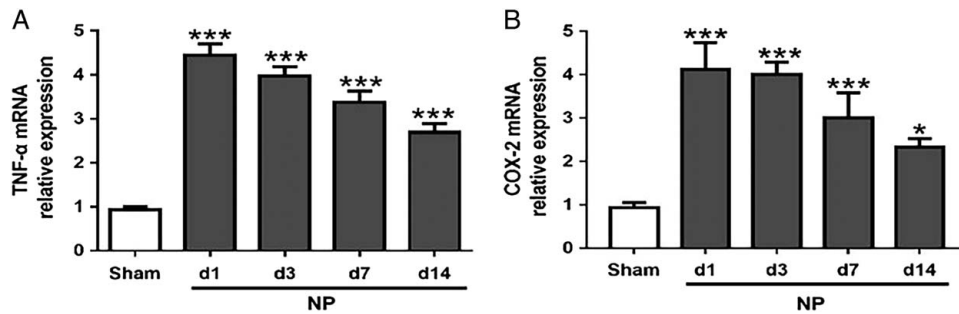 A
TNF-α mRNA
relative expression
5
4
3
2
1
0
***
***
***
***
Sham
d1
d3
d7
d14
NP
B
COX-2 mRNA
relative expression
5
4
3
2
1
0
***
***
***
*
Sham
d1
d3
d7
d14
NP